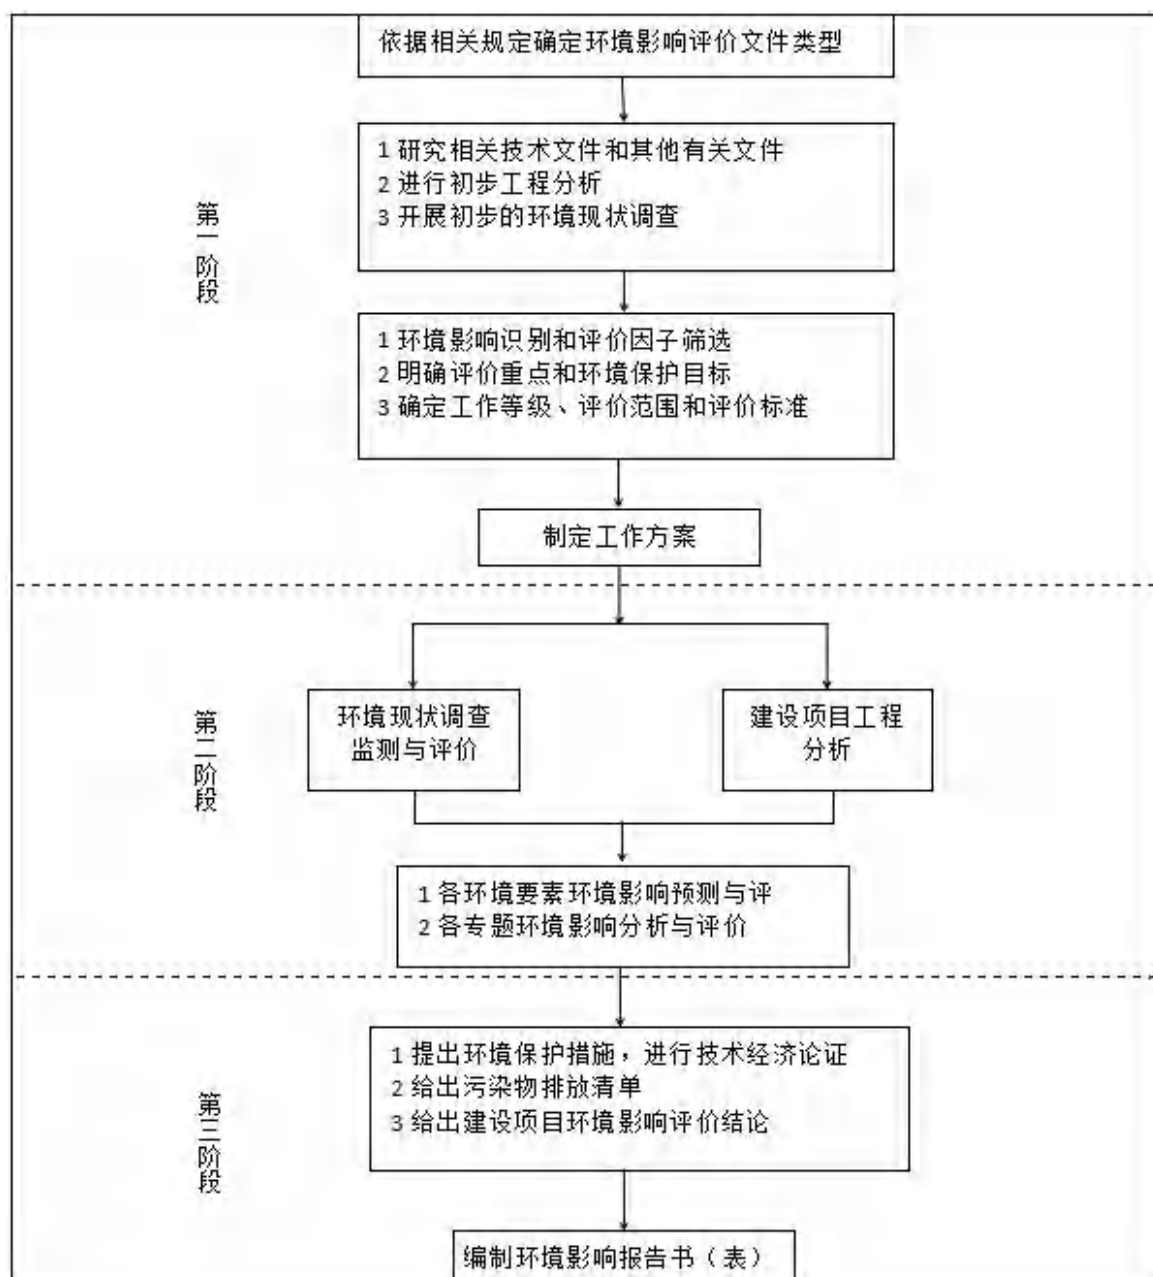 依据相关规定确定环境影响评价文件类型
1 研究相关技术文件和其他有关文件
2 进行初步工程分析
3 开展初步的环境现状调查
第一阶段
1 环境影响识别和评价因子筛选
2 明确评价重点和环境保护目标
3 确定工作等级、评价范围和评价标准
制定工作方案
第二阶段
环境现状调查
监测与评价
建设项目工程
分析
1 各环境要素环境影响预测与评
2 各专题环境影响分析与评价
第三阶段
1 提出环境保护措施，进行技术经济论证
2 给出污染物排放清单
3 给出建设项目环境影响评价结论
编制环境影响报告书（表）